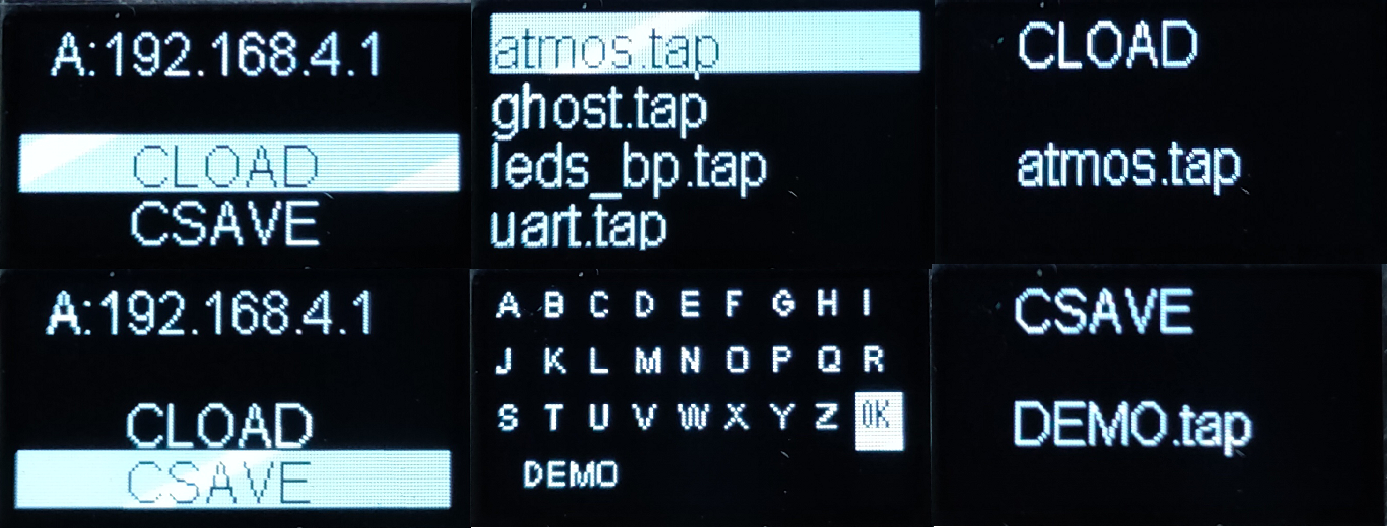 A:192.168.4.1
CLOAD
CSAVE
atmos.tap
ghost.tap
leds_bp.tap
uart.tap
CLOAD
atmos.tap
A:192.168.4.1
CLOAD
CSAVE
A B C D E F G H I
J K L M N O P Q R
S T U V W X Y Z OK
DEMO
CSAVE
DEMO.tap